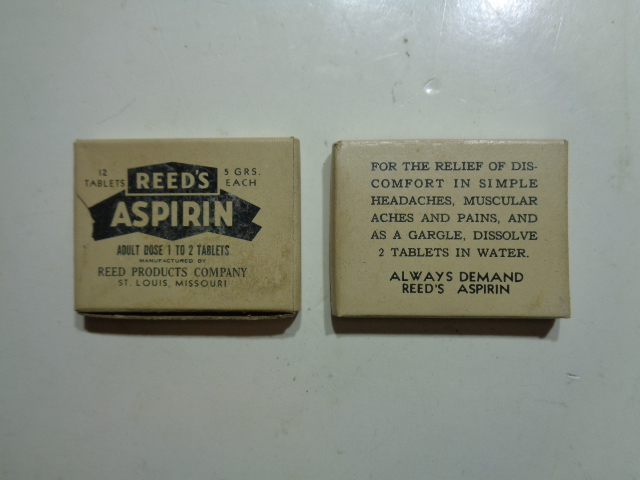 12 TABLETS
REED'S
5 GRS. EACH
ASPIRIN
ADULT DOSE 1 TO 2 TABLETS
MANUFACTURED BY
REED PRODUCTS COMPANY
ST. LOUIS, MISSOURI
FOR THE RELIEF OF DIS-
COMFORT IN SIMPLE
HEADACHES, MUSCULAR
ACHES AND PAINS, AND
AS A GARGLE, DISSOLVE
2 TABLETS IN WATER.
ALWAYS DEMAND
REED'S ASPIRIN